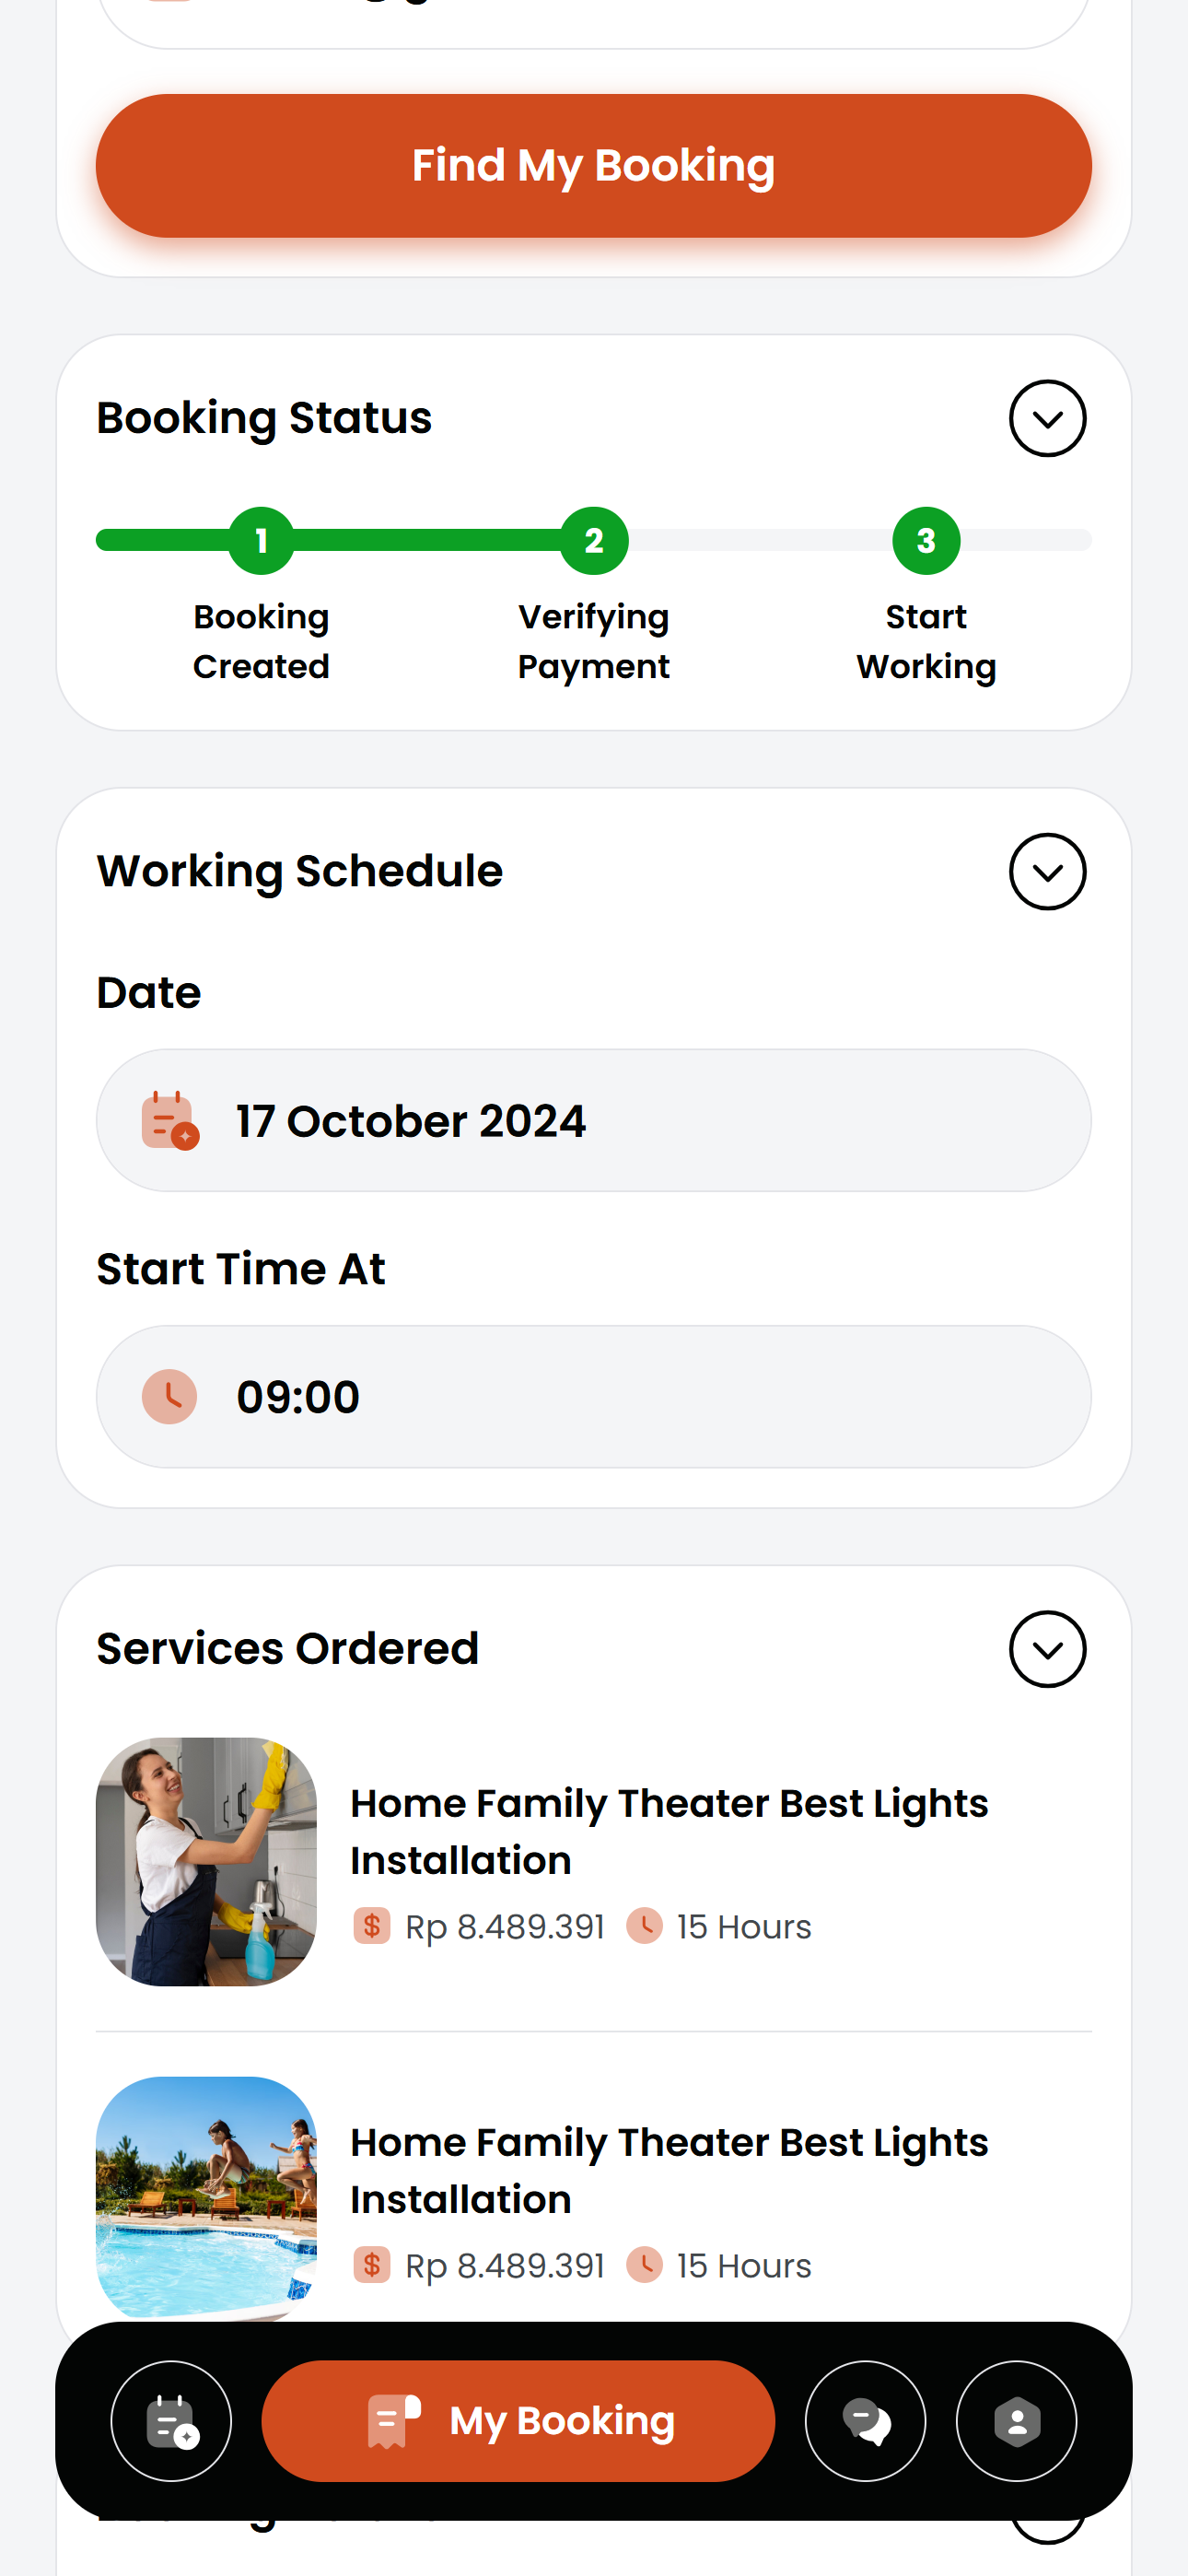 Find My Booking
Booking Status
1
2
3
Booking
Created
Verifying
Payment
Start
Working
Working Schedule
Date
17 October 2024
Start Time At
09:00
Services Ordered
Home Family Theater Best Lights
Installation
$ Rp 8.489.391 15 Hours
Home Family Theater Best Lights
Installation
$ Rp 8.489.391 15 Hours
My Booking